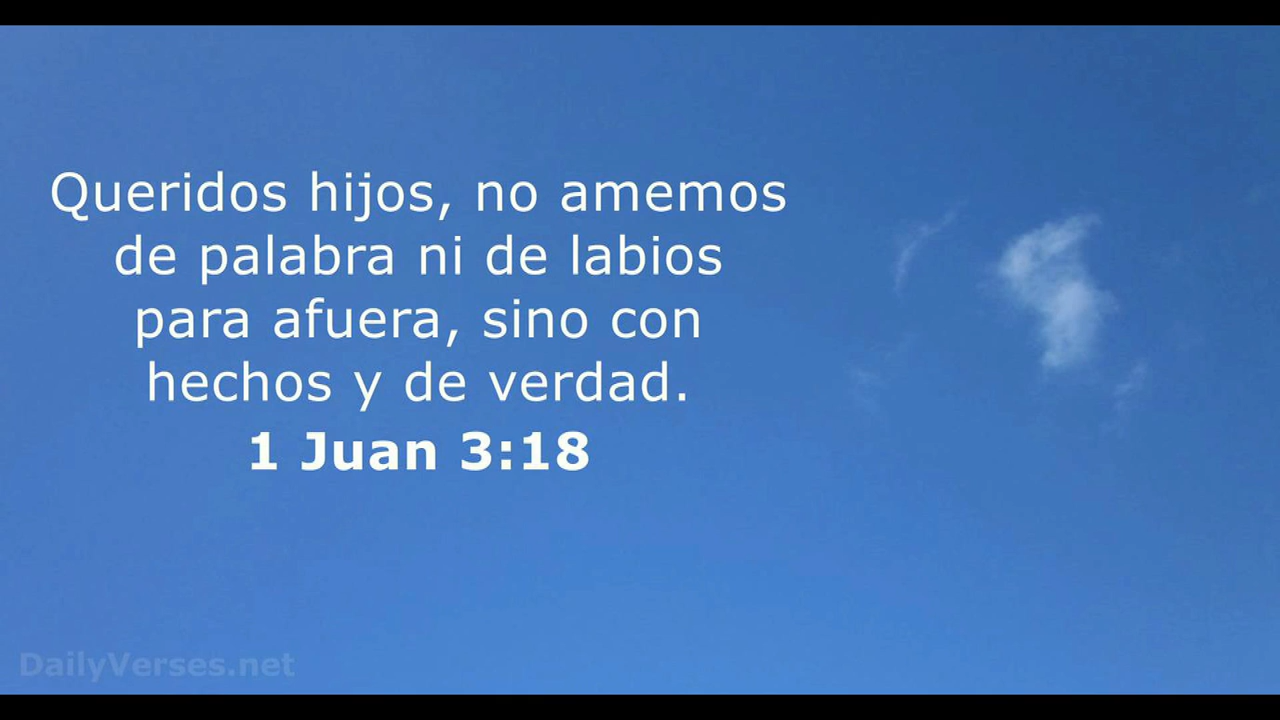 Queridos hijos, no amemos
de palabra ni de labios
para afuera, sino con
hechos y de verdad.
1 Juan 3:18
DailyVerses.net